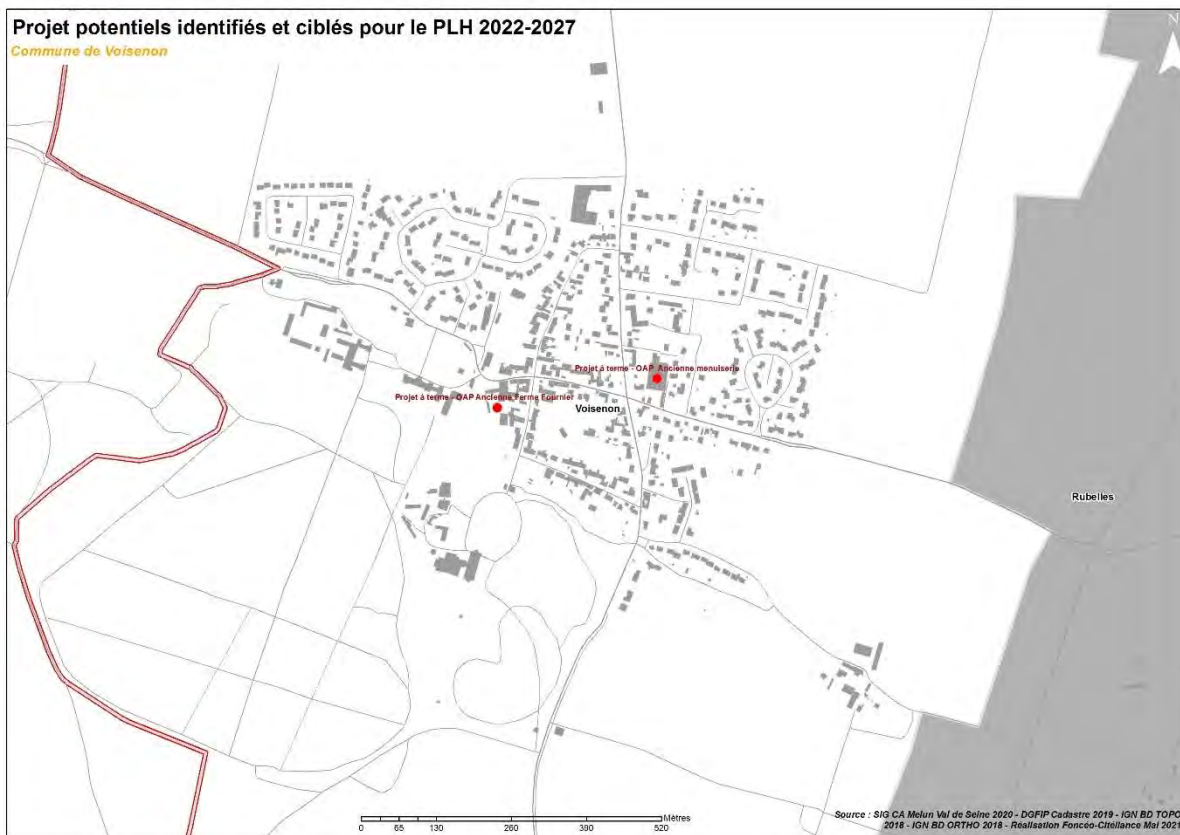 Projet potentiels identifiés et ciblés pour le PLH 2022-2027
Commune de Voisenon
N
Projet à terme - OAP Ancienne menuiserie
Projet à terme - OAP Ancienne Ferme Fournier
Voisenon
Rubelles
Mètres
0 65 130 260 390 520
Source : SIG CA Melun Val de Seine 2020 - DGFIP Cadastre 2019 - IGN BD TOPO
2018 - IGN BD ORTHO 2018 - Réalisation Foncéo-Citéliance Mai 2021